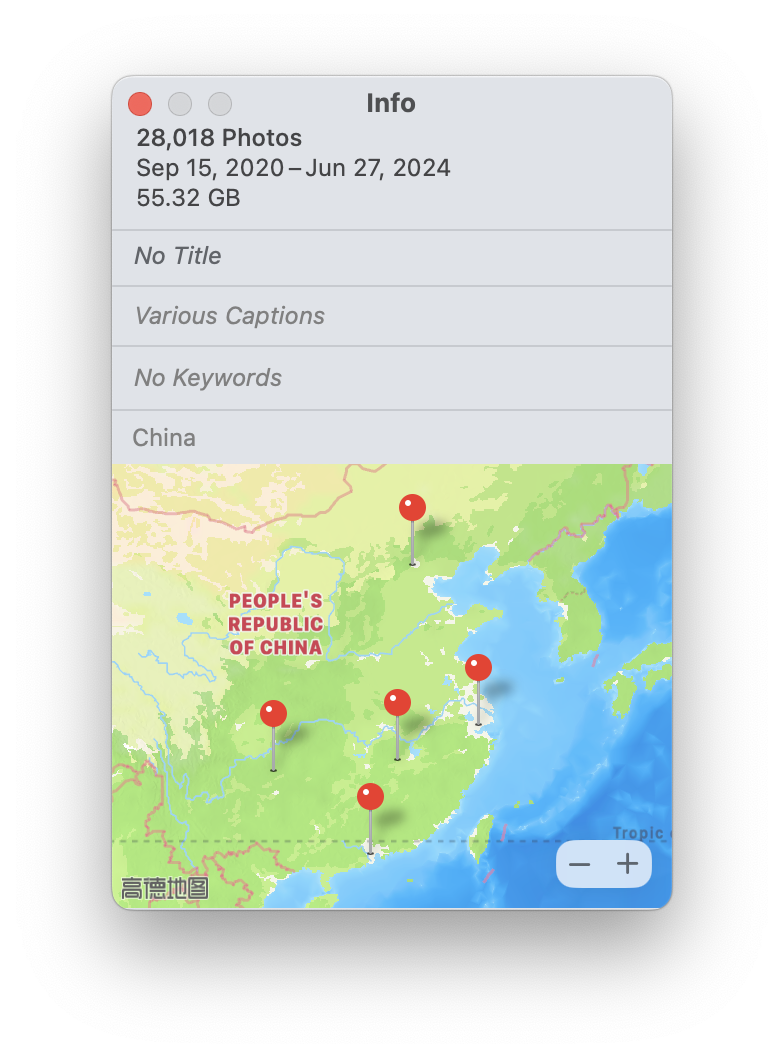 Info
28,018 Photos
Sep 15, 2020 – Jun 27, 2024
55.32 GB
No Title
Various Captions
No Keywords
China
PEOPLE'S
REPUBLIC
OF CHINA
Tropic
高德地图